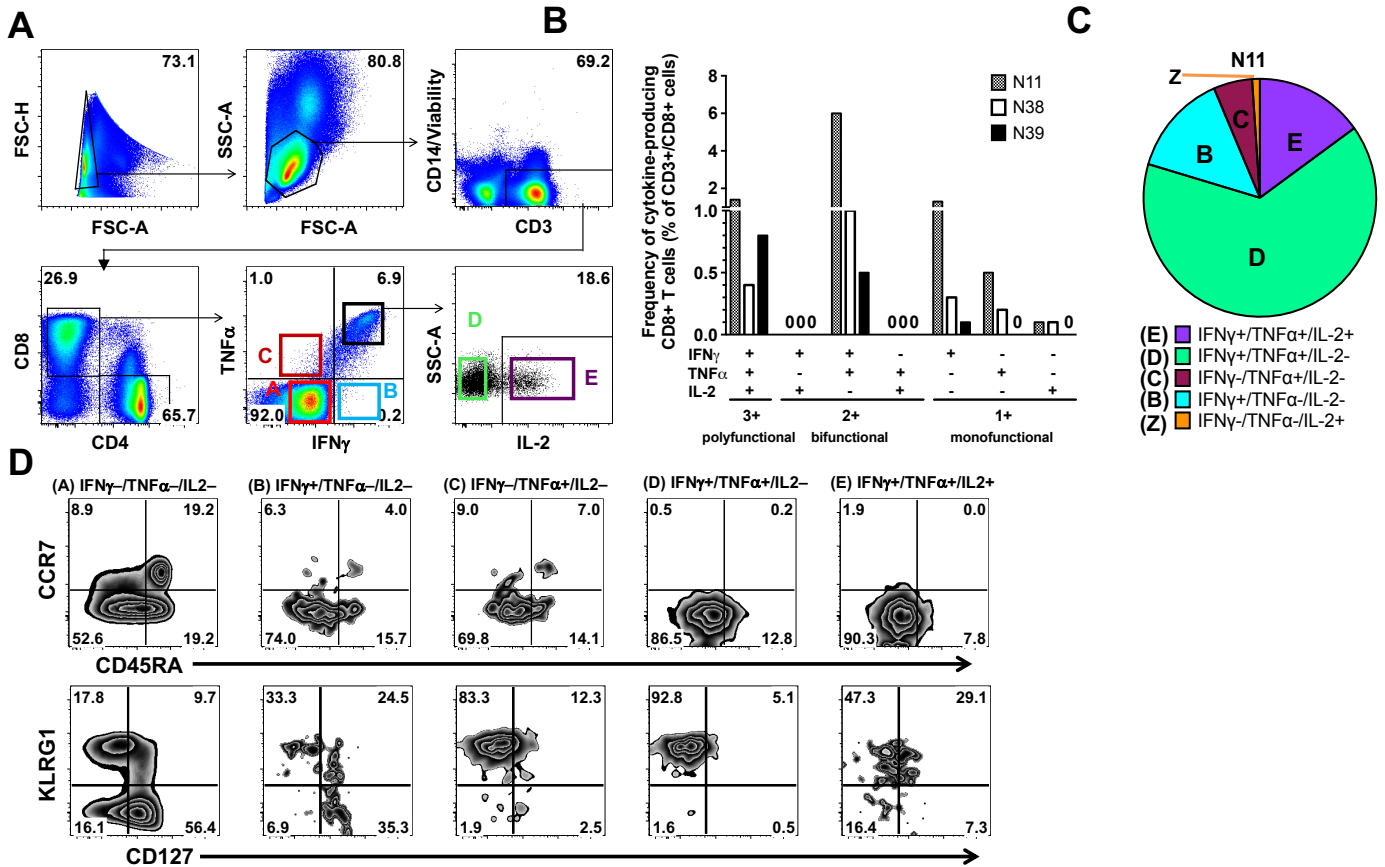 A
73.1
FSC-H
FSC-A
80.8
SSC-A
FSC-A
69.2
CD14/Viability
CD3
26.9
65.7
CD8
CD4
1.0
6.9
C
A
B
92.0
0.2
TNFα
IFNγ
18.6
D
E
SSC-A
IL-2
B
Frequency of cytokine-producing
CD8+ T cells (% of CD3+/CD8+ cells)
8
6
4
2
1.0
0.5
0.0
N11
N38
N39
000
000
0
0
IFNγ + + + - + - -
TNFα + - + + - + -
IL-2 + + - + - - +
3+ 2+ 1+
polyfunctional bifunctional monofunctional
C
N11
Z
C
E
B
D
(E) IFNγ+/TNFα+/IL-2+
(D) IFNγ+/TNFα+/IL-2-
(C) IFNγ-/TNFα+/IL-2-
(B) IFNγ+/TNFα-/IL-2-
(Z) IFNγ-/TNFα-/IL-2+
D
(A) IFNγ–/TNFα–/IL2–
(B) IFNγ+/TNFα–/IL2–
(C) IFNγ–/TNFα+/IL2–
(D) IFNγ+/TNFα+/IL2–
(E) IFNγ+/TNFα+/IL2+
CCR7
8.9 19.2
52.6 19.2
6.3 4.0
74.0 15.7
9.0 7.0
69.8 14.1
0.5 0.2
86.5 12.8
1.9 0.0
90.3 7.8
CD45RA
KLRG1
17.8 9.7
16.1 56.4
33.3 24.5
6.9 35.3
83.3 12.3
1.9 2.5
92.8 5.1
1.6 0.5
47.3 29.1
16.4 7.3
CD127